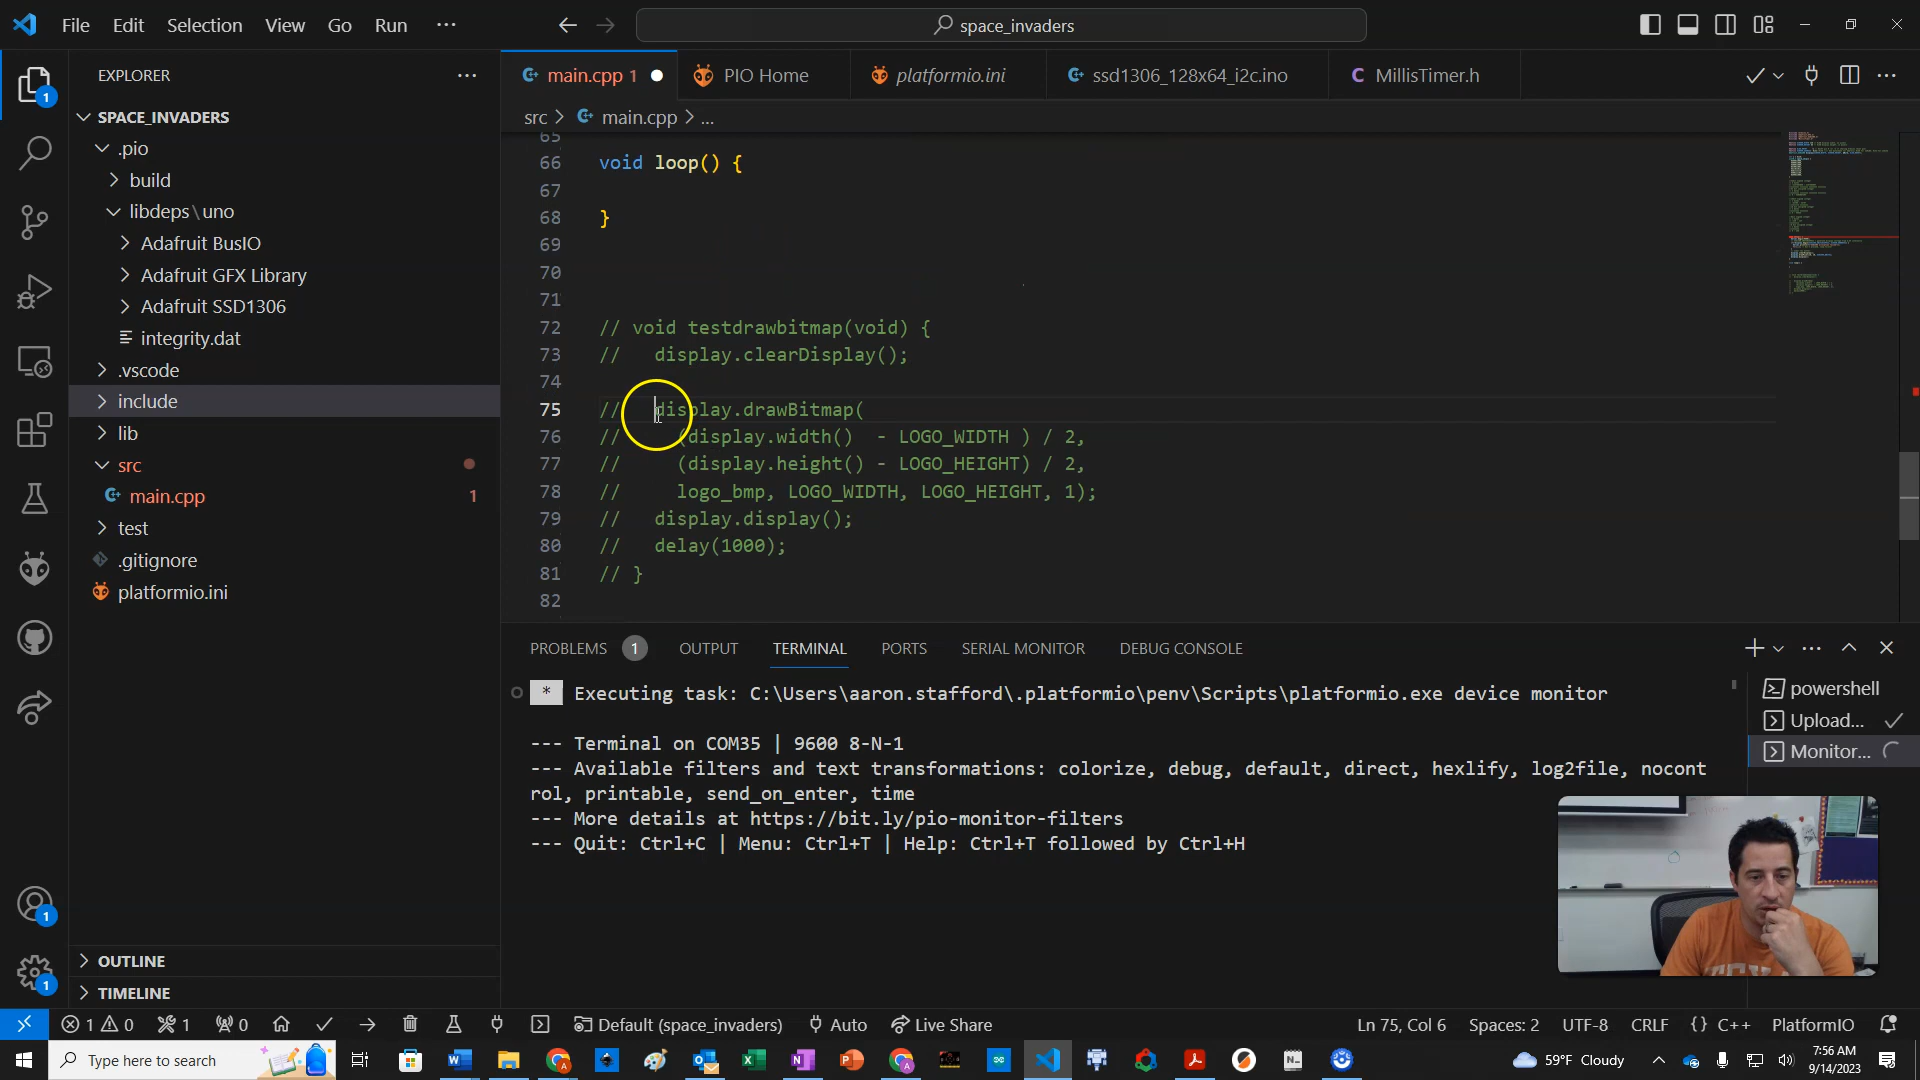 File Edit Selection View Go Run ···
space_invaders
EXPLORER ···
SPACE_INVADERS
.pio
build
libdeps\uno
Adafruit BusIO
Adafruit GFX Library
Adafruit SSD1306
integrity.dat
.vscode
include
lib
src
main.cpp 1
test
.gitignore
platformio.ini
OUTLINE
TIMELINE
main.cpp 1
PIO Home
platformio.ini
ssd1306_128x64_i2c.ino
C MillisTimer.h
src > main.cpp > ...
65
66 void loop() {
67
68 }
69
70
71
72 // void testdrawbitmap(void) {
73 //   display.clearDisplay();
74
75 //   display.drawBitmap(
76 //     (display.width()  - LOGO_WIDTH ) / 2,
77 //     (display.height() - LOGO_HEIGHT) / 2,
78 //     logo_bmp, LOGO_WIDTH, LOGO_HEIGHT, 1);
79 //   display.display();
80 //   delay(1000);
81 // }
82
PROBLEMS 1 OUTPUT TERMINAL PORTS SERIAL MONITOR DEBUG CONSOLE
* Executing task: C:\Users\aaron.stafford\.platformio\penv\Scripts\platformio.exe device monitor
--- Terminal on COM35 | 9600 8-N-1
--- Available filters and text transformations: colorize, debug, default, direct, hexlify, log2file, nocont
rol, printable, send_on_enter, time
--- More details at https://bit.ly/pio-monitor-filters
--- Quit: Ctrl+C | Menu: Ctrl+T | Help: Ctrl+T followed by Ctrl+H
powershell
Upload...
Monitor...
1
1
1
1 0 1 0 Default (space_invaders) Auto Live Share Ln 75, Col 6 Spaces: 2 UTF-8 CRLF {} C++ PlatformIO
Type here to search
59°F Cloudy
7:56 AM
9/14/2023